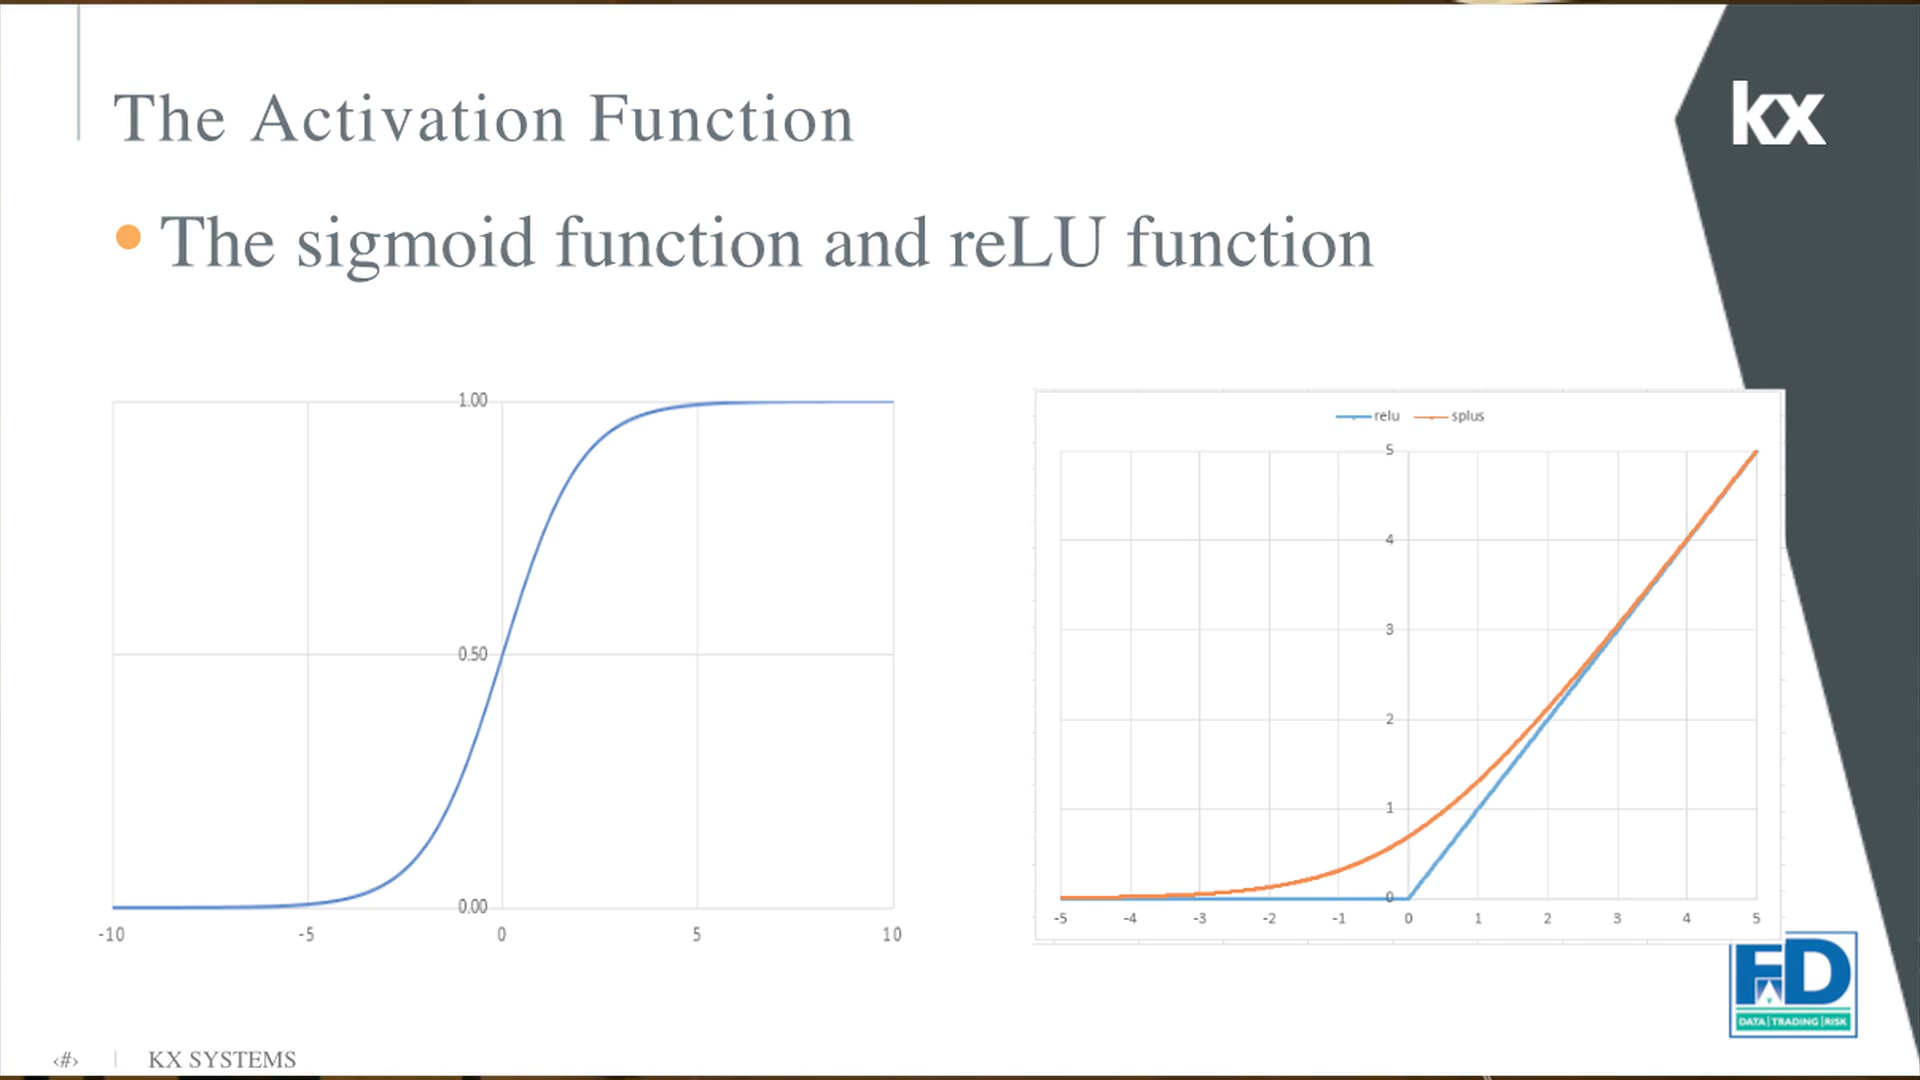 The Activation Function
kx
The sigmoid function and reLU function
1.00
0.50
0.00
-10 -5 0 5 10
relu splus
5
4
3
2
1
0
-5 -4 -3 -2 -1 0 1 2 3 4 5
FD
DATA|TRADING|RISK
‹#› | KX SYSTEMS